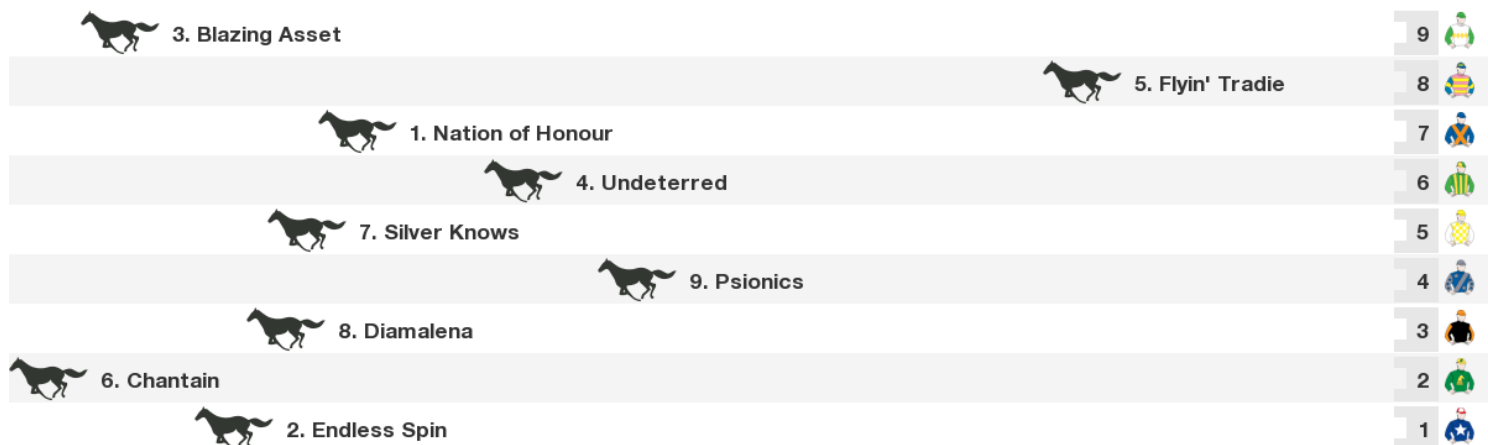 3. Blazing Asset 9
5. Flyin' Tradie 8
1. Nation of Honour 7
4. Undeterred 6
7. Silver Knows 5
9. Psionics 4
8. Diamalena 3
6. Chantain 2
2. Endless Spin 1